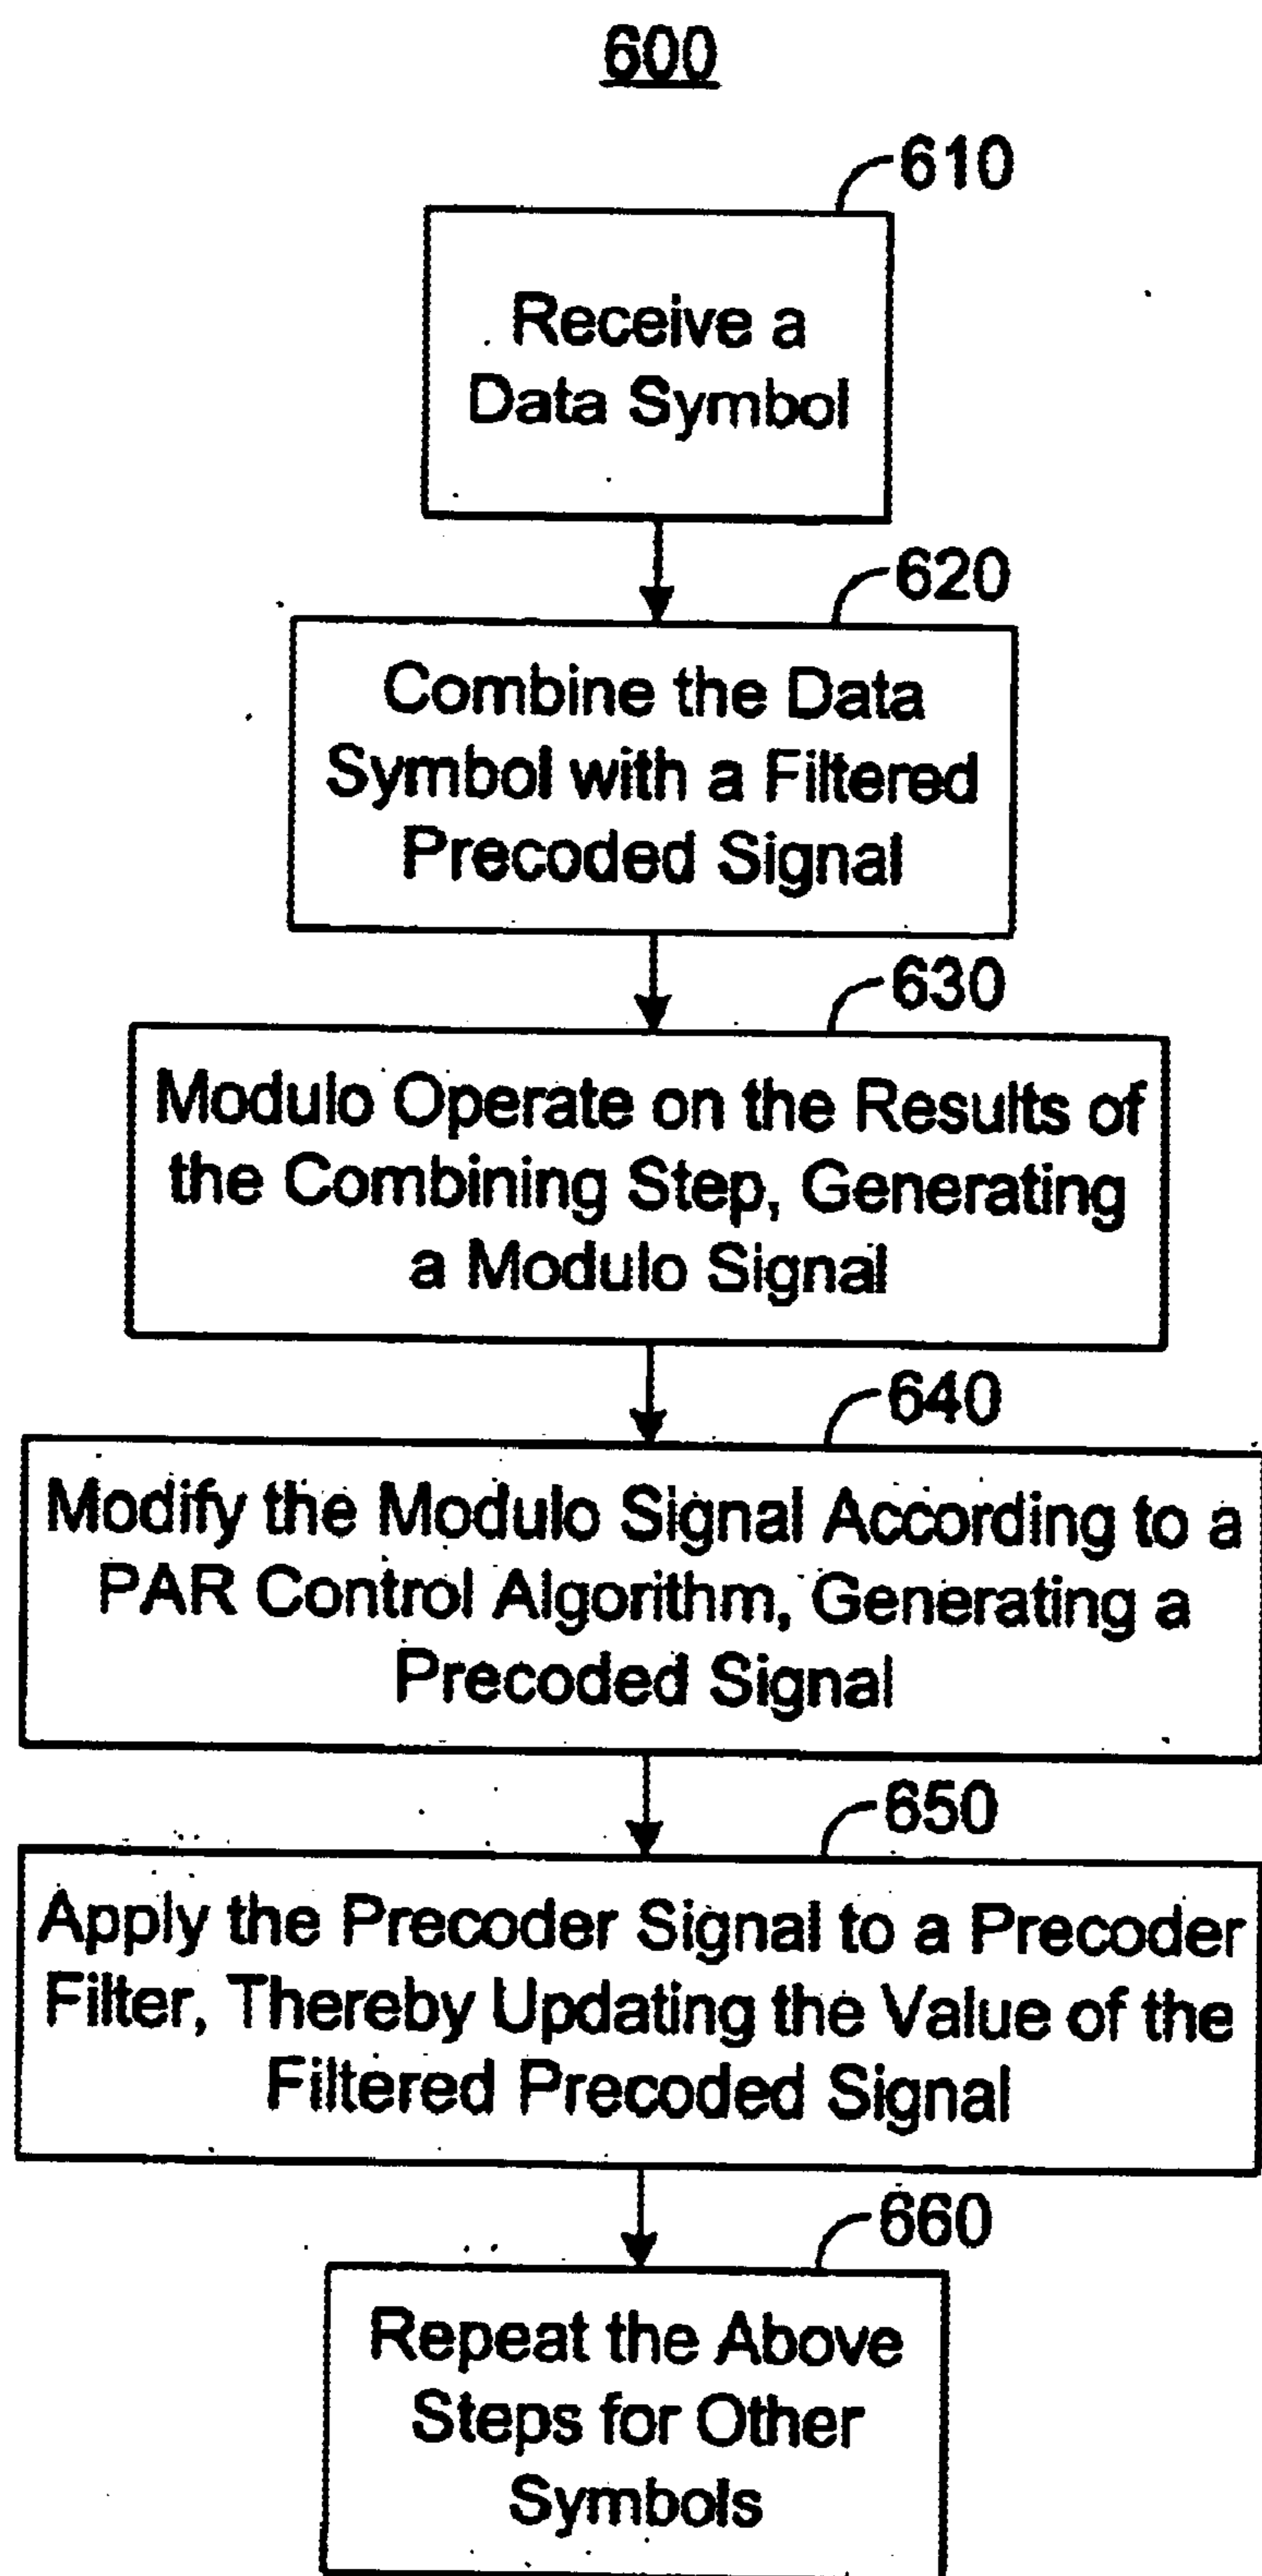 600
610
Receive a
Data Symbol
620
Combine the Data
Symbol with a Filtered
Precoded Signal
630
Modulo Operate on the Results of
the Combining Step, Generating
a Modulo Signal
640
Modify the Modulo Signal According to a
PAR Control Algorithm, Generating a
Precoded Signal
650
Apply the Precoder Signal to a Precoder
Filter, Thereby Updating the Value of the
Filtered Precoded Signal
660
Repeat the Above
Steps for Other
Symbols